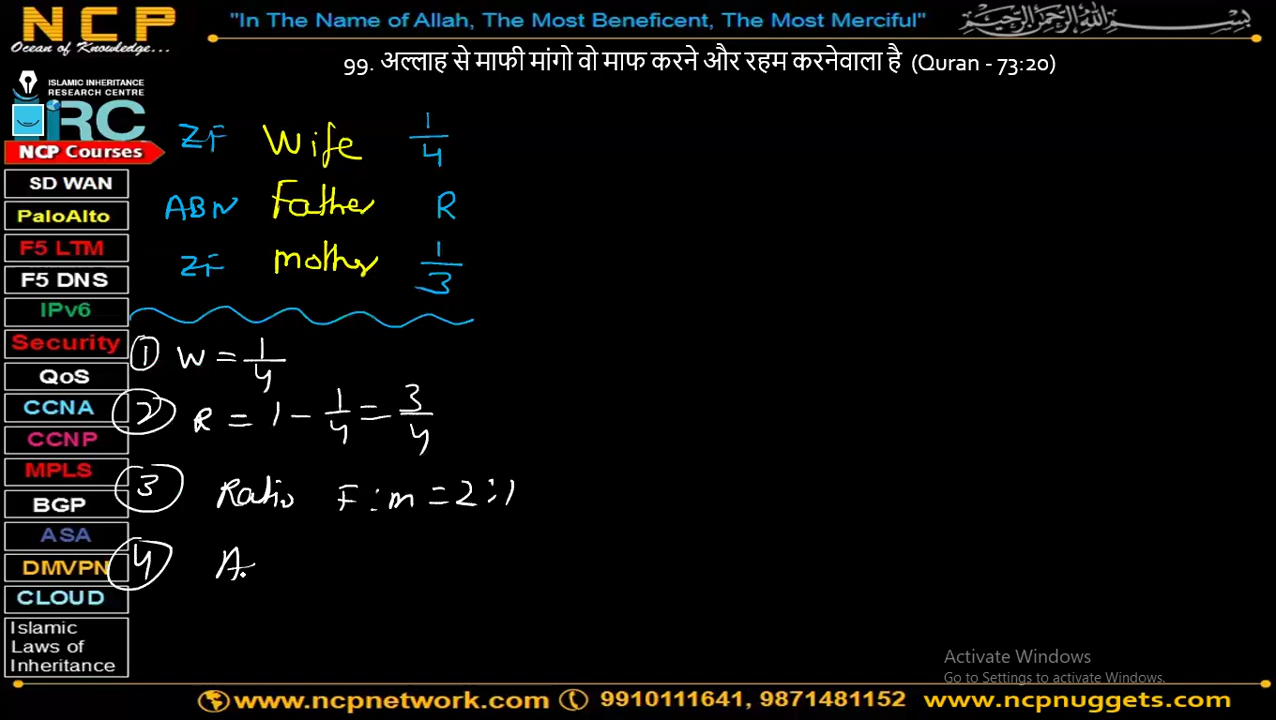 NCP
Ocean of Knowledge...
"In The Name of Allah, The Most Beneficent, The Most Merciful"
بِسْمِ اللهِ الرَّحْمٰنِ الرَّحِيْمِ
99. अल्लाह से माफी मांगो वो माफ करने और रहम करनेवाला है (Quran - 73:20)
ISLAMIC INHERITANCE
RESEARCH CENTRE
iRC
NCP Courses
SD WAN
PaloAlto
F5 LTM
F5 DNS
IPv6
Security
QoS
CCNA
CCNP
MPLS
BGP
ASA
DMVPN
CLOUD
Islamic
Laws of
Inheritance
ZF Wife 1/4
ABN Father R
ZF mother 1/3
1 W = 1/4
2 R = 1 - 1/4 = 3/4
3 Ratio F : m = 2 : 1
4 A.
Activate Windows
Go to Settings to activate Windows.
www.ncpnetwork.com 9910111641, 9871481152 www.ncpnuggets.com